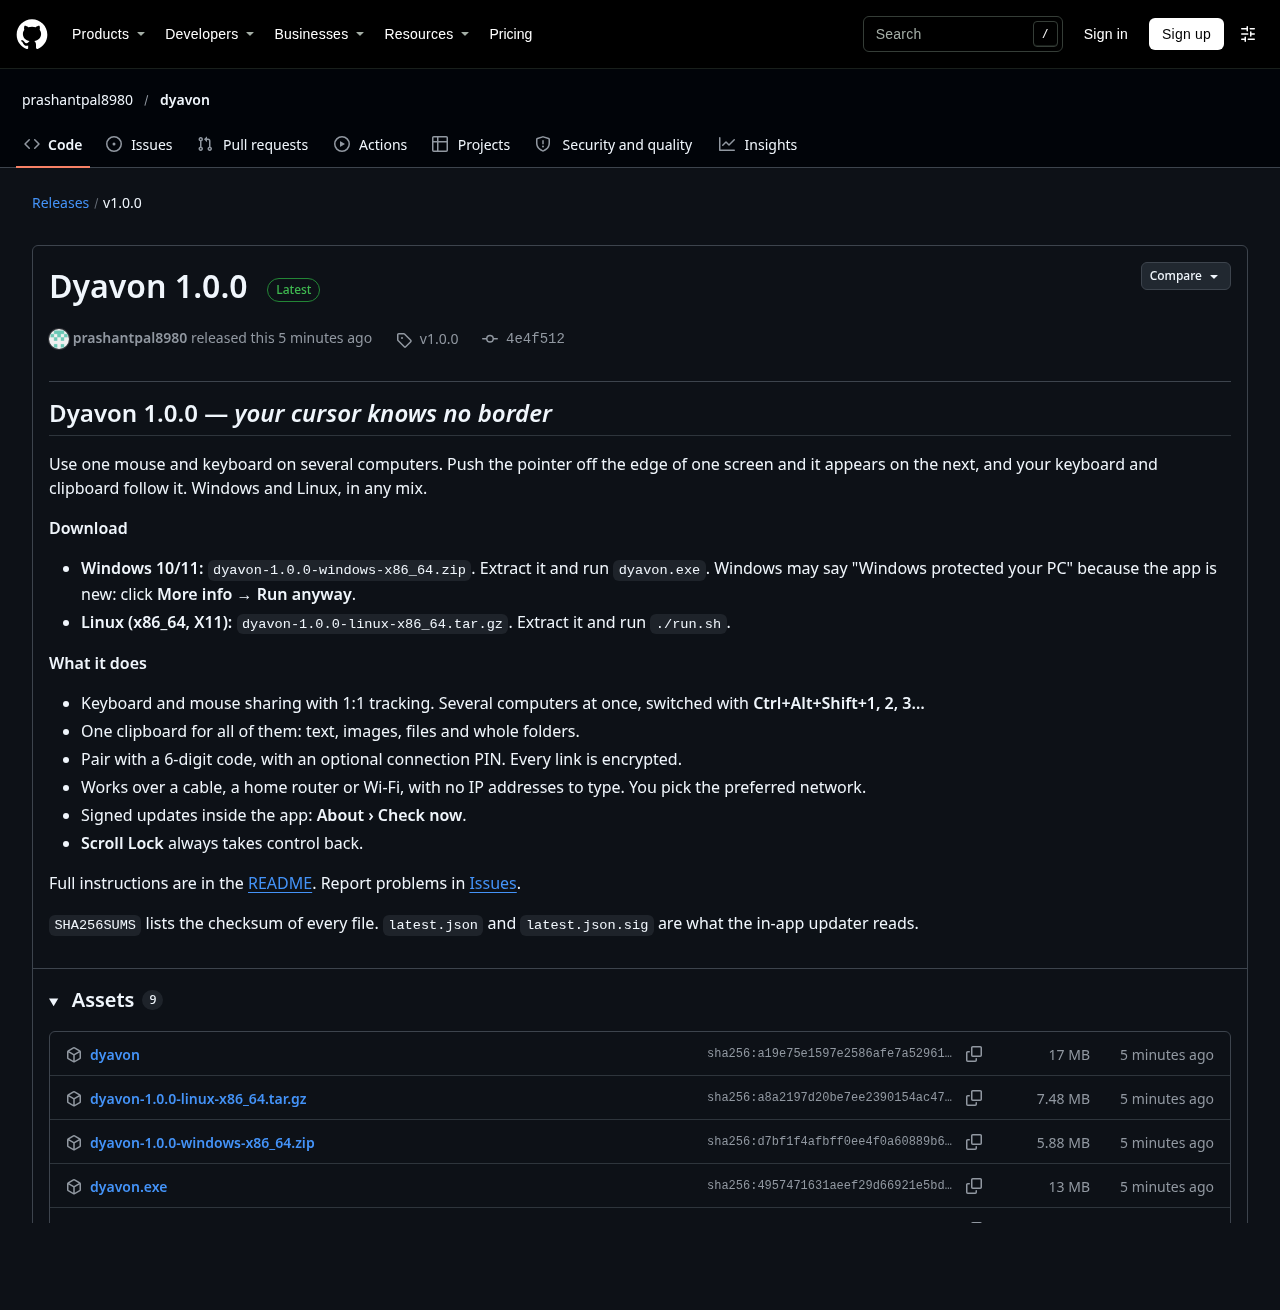 Products Developers Businesses Resources Pricing Search / Sign in Sign up
prashantpal8980 / dyavon
Code Issues Pull requests Actions Projects Security and quality Insights
Releases / v1.0.0
Dyavon 1.0.0 Latest Compare
prashantpal8980 released this 5 minutes ago v1.0.0 4e4f512
Dyavon 1.0.0 — your cursor knows no border
Use one mouse and keyboard on several computers. Push the pointer off the edge of one screen and it appears on the next, and your keyboard and
clipboard follow it. Windows and Linux, in any mix.
Download
• Windows 10/11: dyavon-1.0.0-windows-x86_64.zip. Extract it and run dyavon.exe. Windows may say "Windows protected your PC" because the app is
new: click More info → Run anyway.
• Linux (x86_64, X11): dyavon-1.0.0-linux-x86_64.tar.gz. Extract it and run ./run.sh.
What it does
• Keyboard and mouse sharing with 1:1 tracking. Several computers at once, switched with Ctrl+Alt+Shift+1, 2, 3…
• One clipboard for all of them: text, images, files and whole folders.
• Pair with a 6-digit code, with an optional connection PIN. Every link is encrypted.
• Works over a cable, a home router or Wi-Fi, with no IP addresses to type. You pick the preferred network.
• Signed updates inside the app: About › Check now.
• Scroll Lock always takes control back.
Full instructions are in the README. Report problems in Issues.
SHA256SUMS lists the checksum of every file. latest.json and latest.json.sig are what the in-app updater reads.
Assets 9
dyavon sha256:a19e75e1597e2586afe7a52961… 17 MB 5 minutes ago
dyavon-1.0.0-linux-x86_64.tar.gz sha256:a8a2197d20be7ee2390154ac47… 7.48 MB 5 minutes ago
dyavon-1.0.0-windows-x86_64.zip sha256:d7bf1f4afbff0ee4f0a60889b6… 5.88 MB 5 minutes ago
dyavon.exe sha256:4957471631aeef29d66921e5bd… 13 MB 5 minutes ago